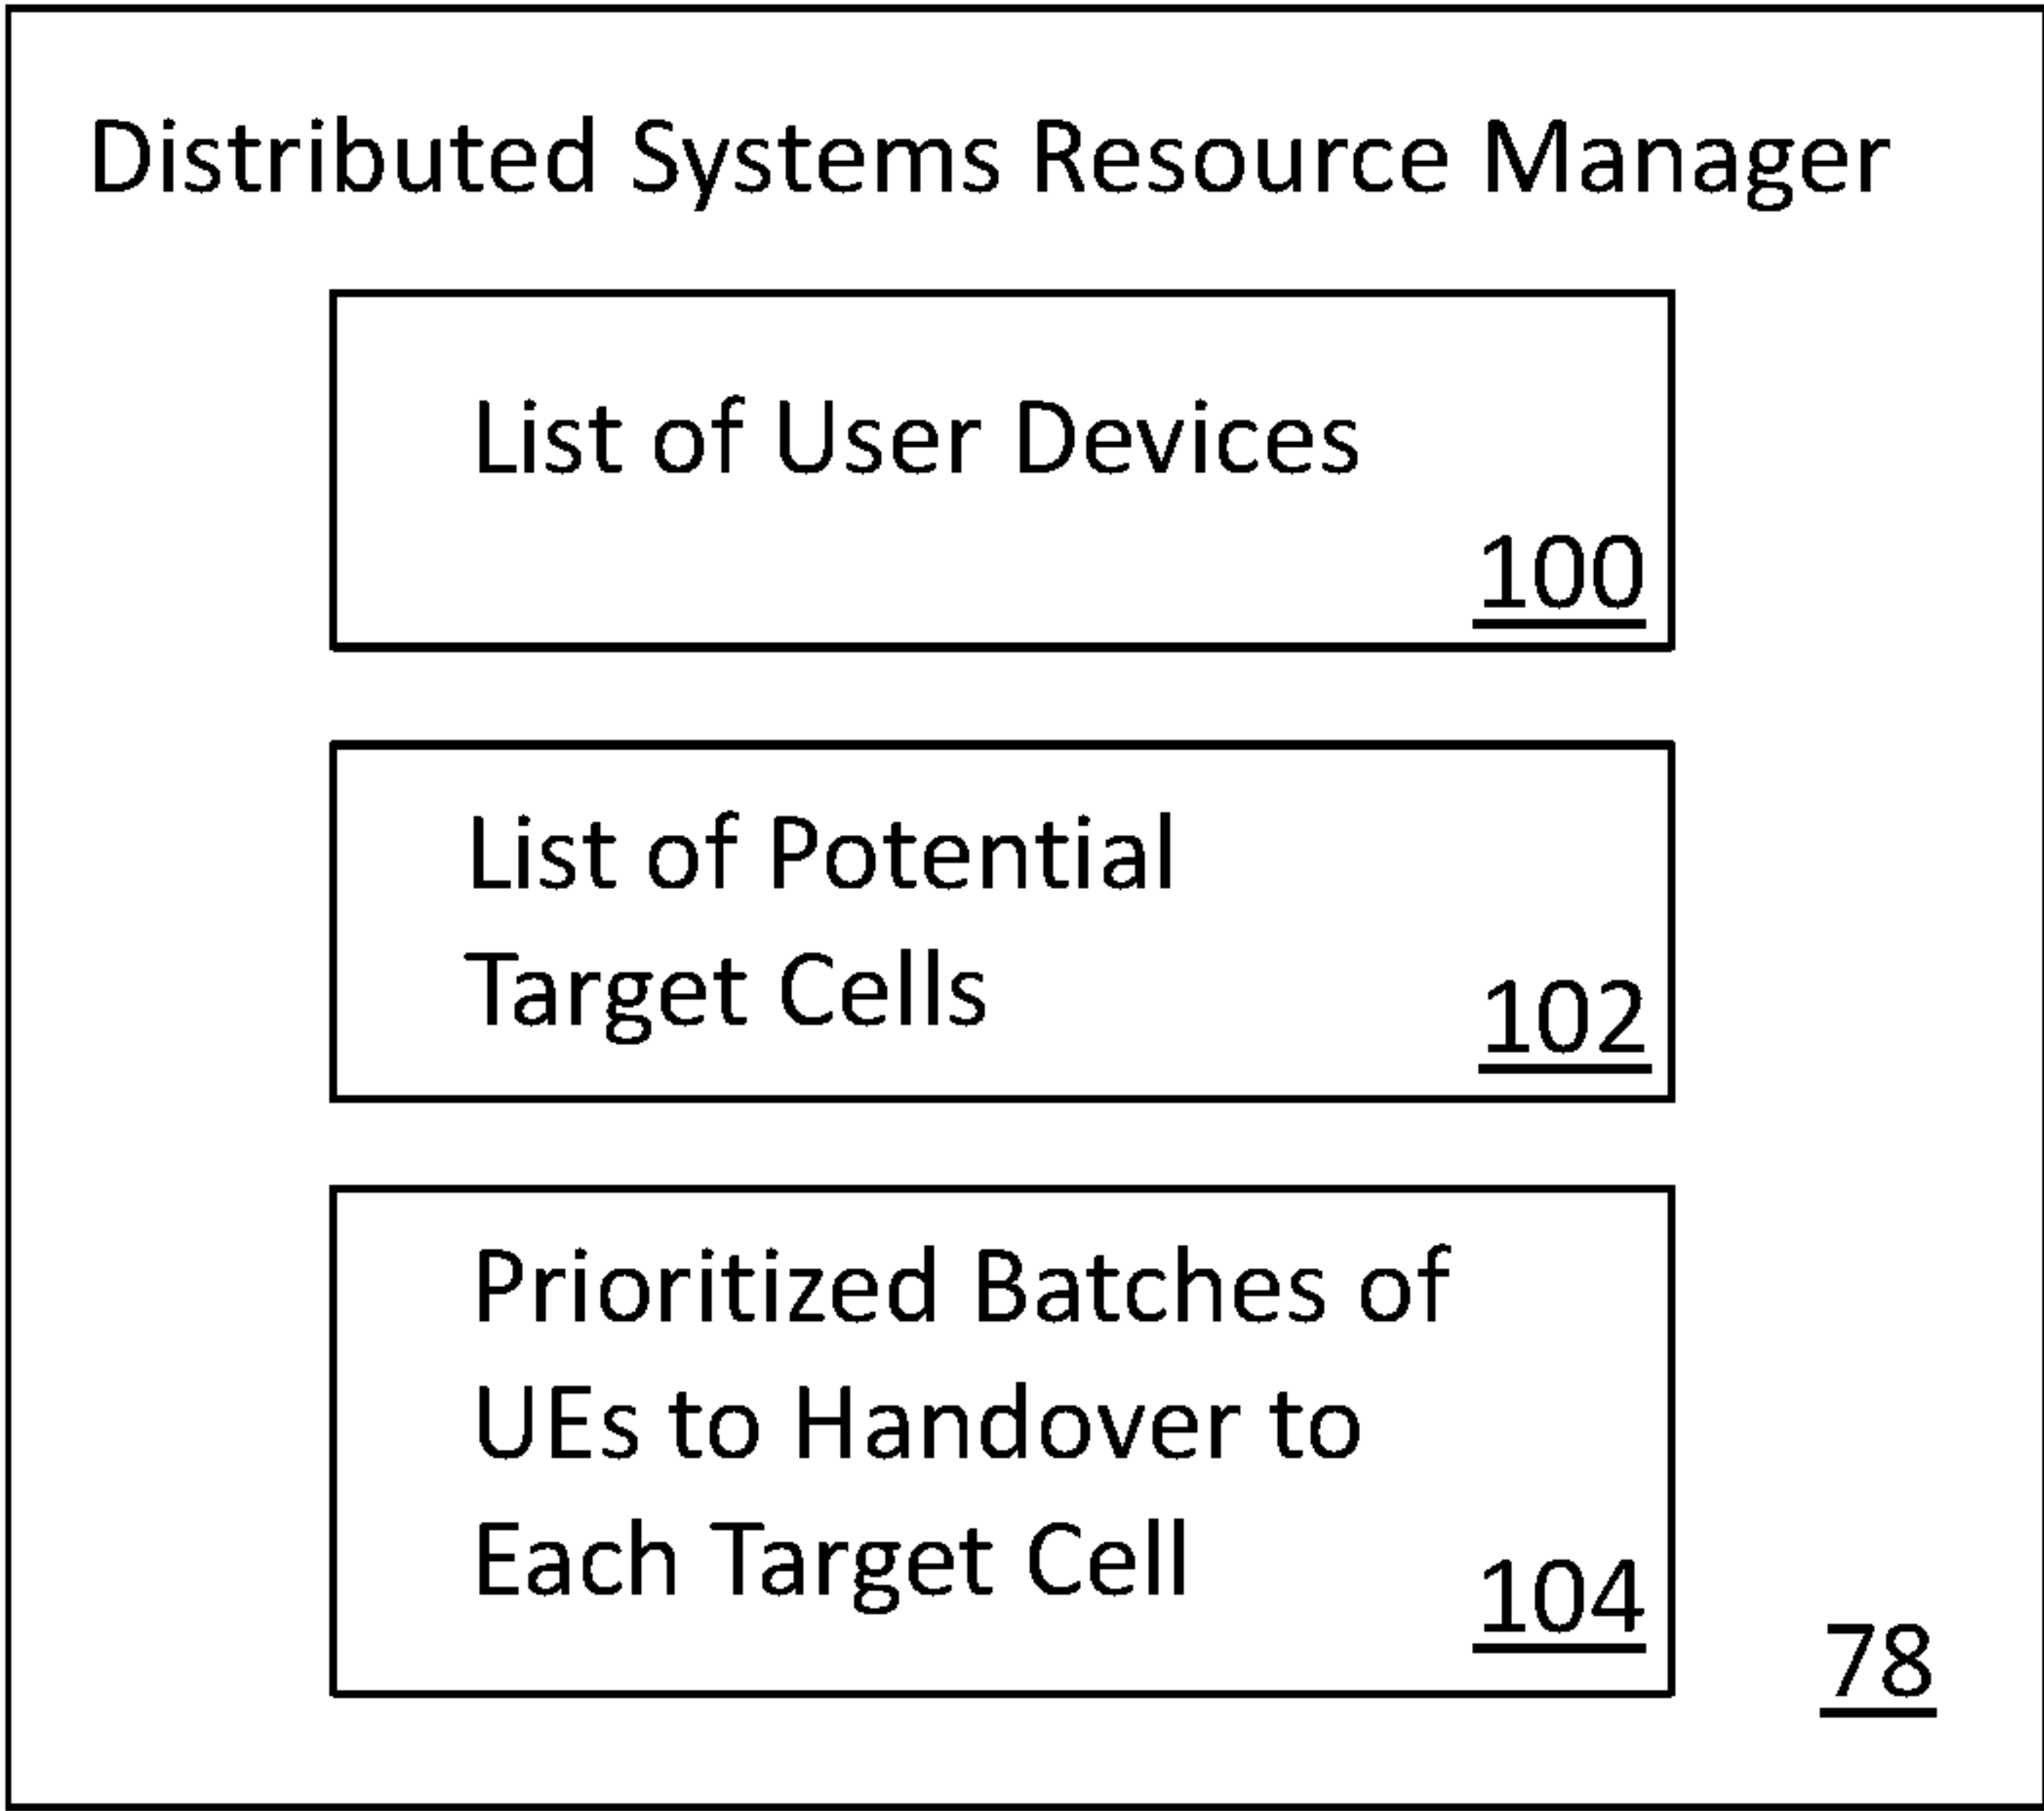 Distributed Systems Resource Manager
List of User Devices
100
List of Potential
Target Cells
102
Prioritized Batches of
UEs to Handover to
Each Target Cell
104
78